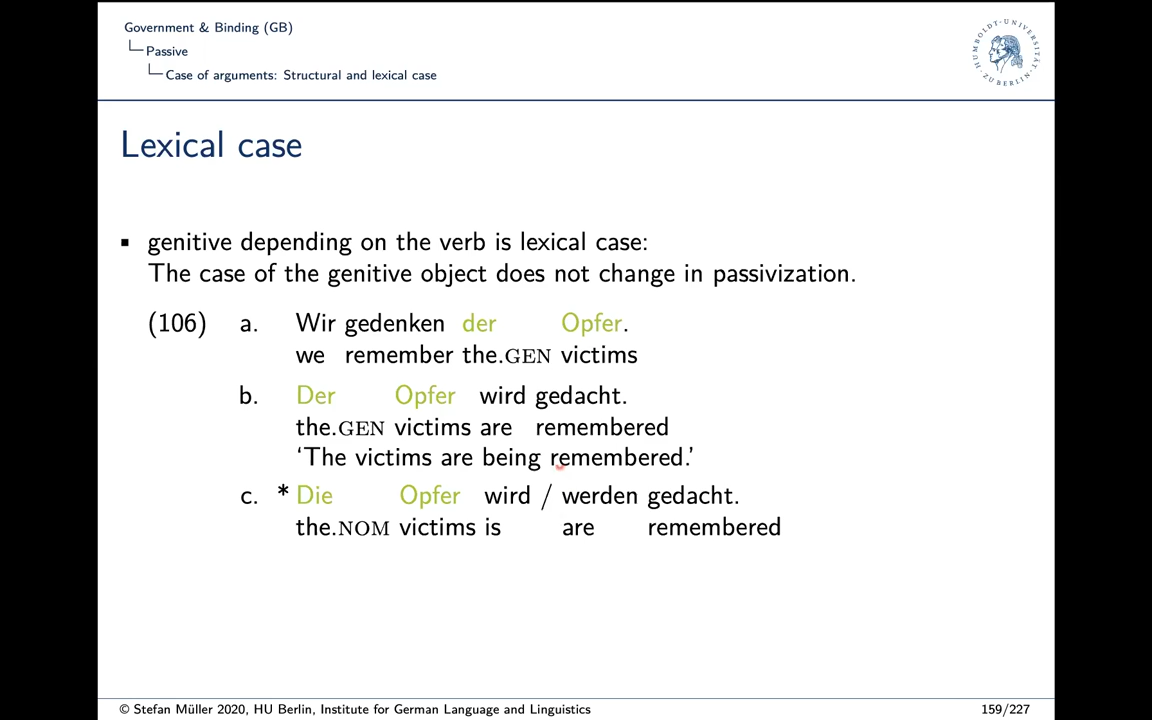 Government & Binding (GB)
Passive
Case of arguments: Structural and lexical case
HUMBOLDT-UNIVERSITÄT ZU BERLIN
Lexical case
▪ genitive depending on the verb is lexical case:
The case of the genitive object does not change in passivization.
(106) a. Wir gedenken der Opfer.
we remember the.GEN victims
b. Der Opfer wird gedacht.
the.GEN victims are remembered
‘The victims are being remembered.’
c. * Die Opfer wird / werden gedacht.
the.NOM victims is are remembered
© Stefan Müller 2020, HU Berlin, Institute for German Language and Linguistics 159/227